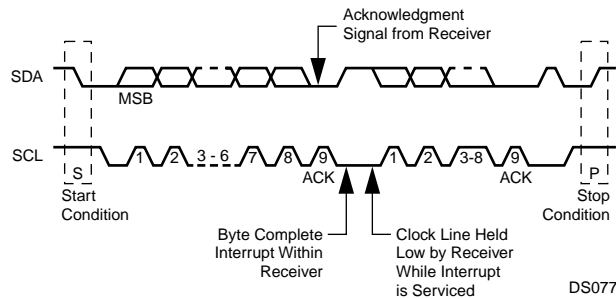 Acknowledgment
Signal from Receiver
SDA
MSB
SCL
S
1
2
3 - 6
7
8
9
1
2
3-8
9
P
ACK
ACK
Start
Condition
Stop
Condition
Byte Complete
Interrupt Within
Receiver
Clock Line Held
Low by Receiver
While Interrupt
is Serviced
DS077